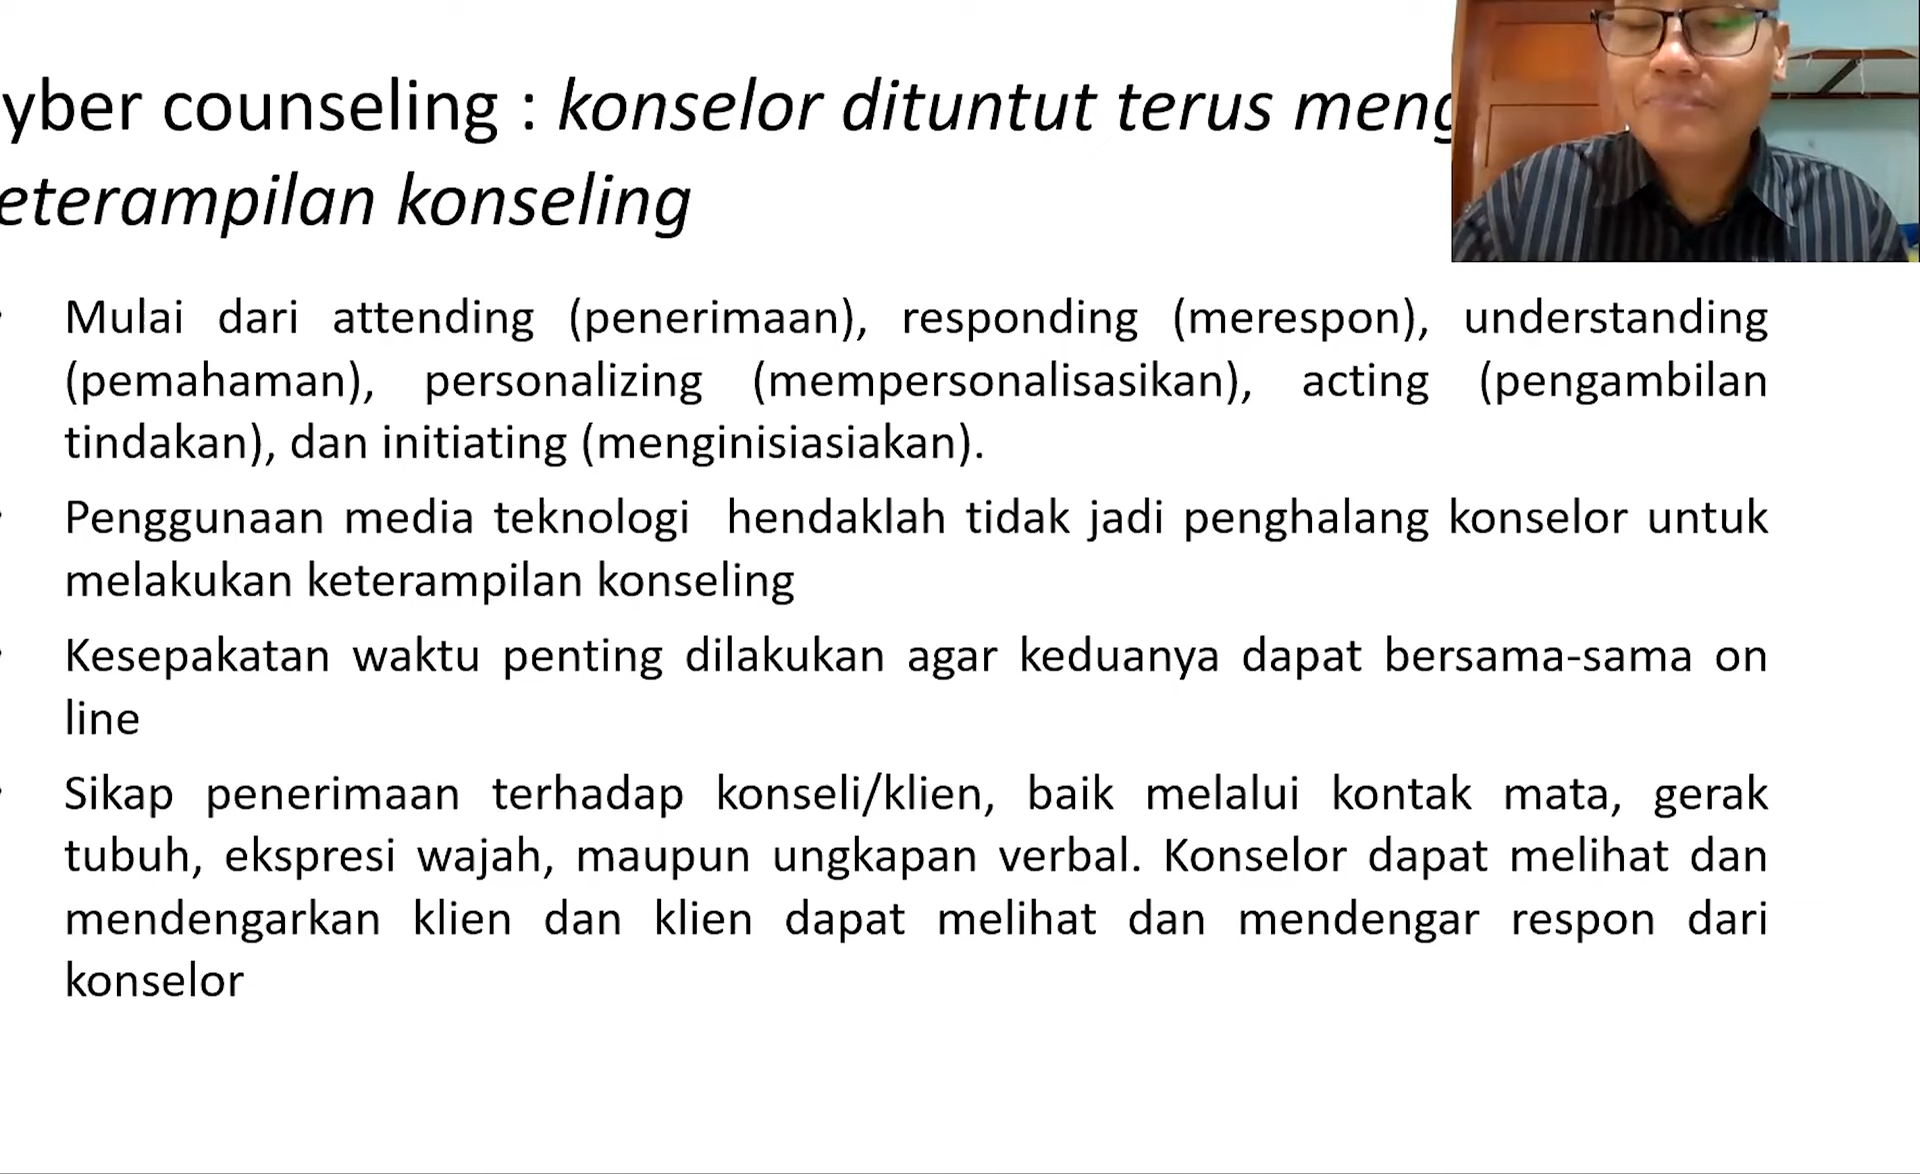 yber counseling : konselor dituntut terus meng
eterampilan konseling
Mulai dari attending (penerimaan), responding (merespon), understanding
(pemahaman), personalizing (mempersonalisasikan), acting (pengambilan
tindakan), dan initiating (menginisiasiakan).
Penggunaan media teknologi hendaklah tidak jadi penghalang konselor untuk
melakukan keterampilan konseling
Kesepakatan waktu penting dilakukan agar keduanya dapat bersama-sama on
line
Sikap penerimaan terhadap konseli/klien, baik melalui kontak mata, gerak
tubuh, ekspresi wajah, maupun ungkapan verbal. Konselor dapat melihat dan
mendengarkan klien dan klien dapat melihat dan mendengar respon dari
konselor